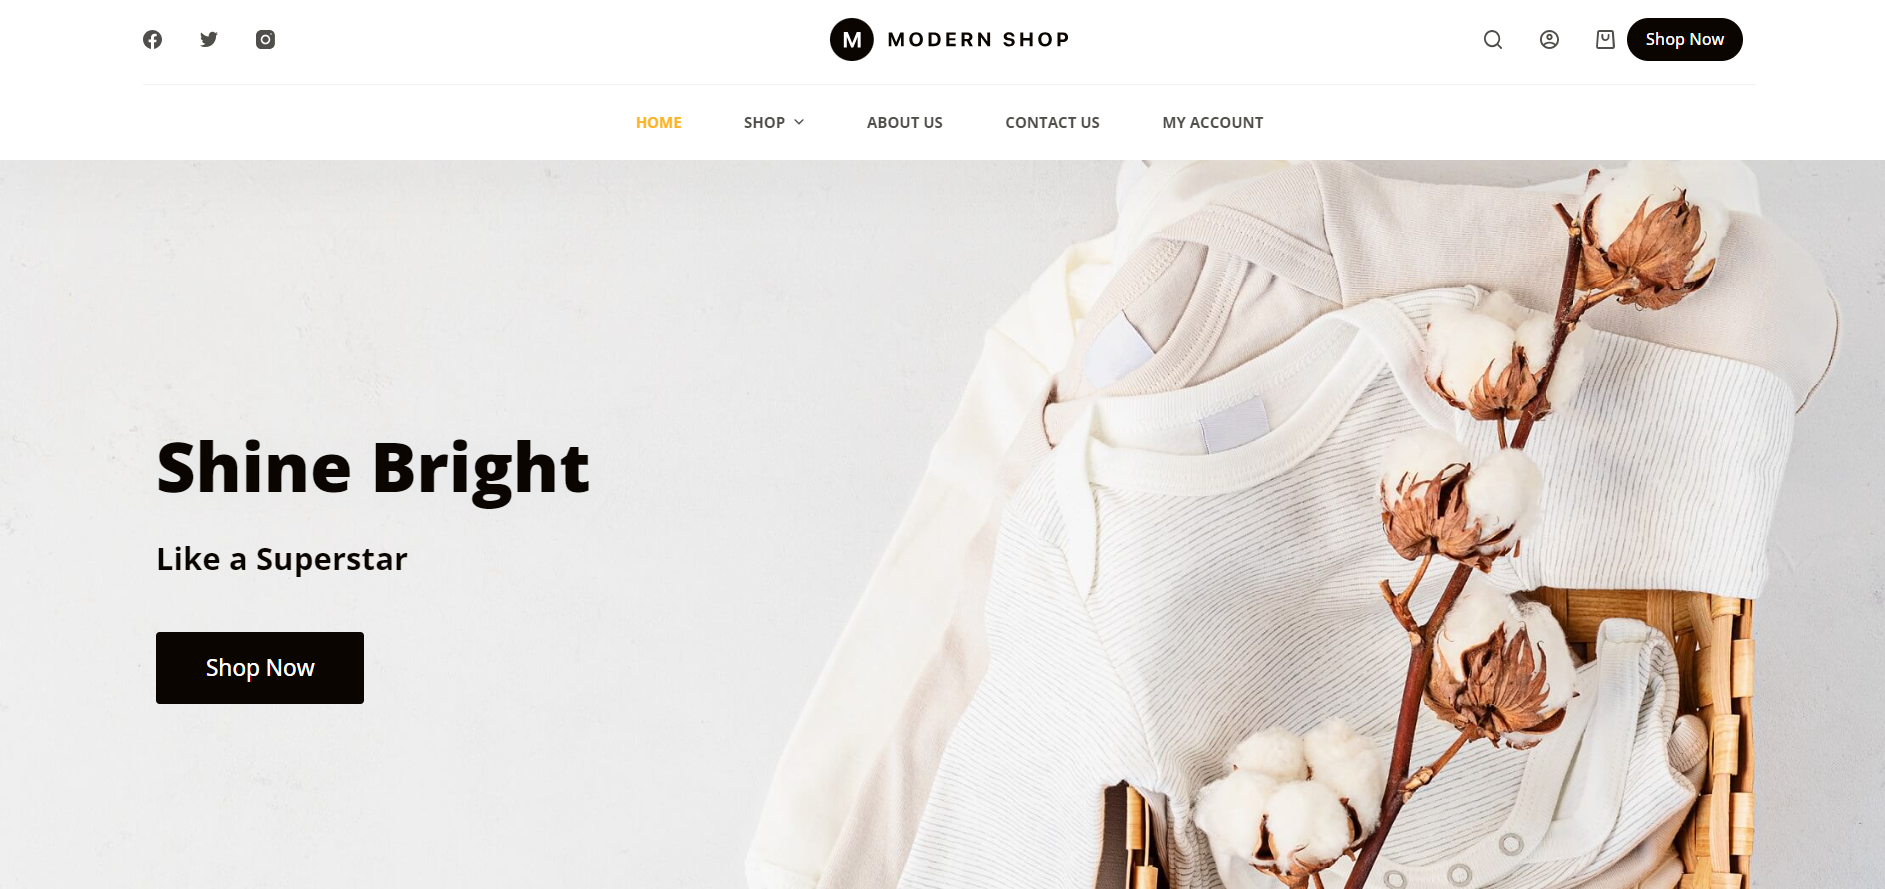 M MODERN SHOP
Shop Now
HOME SHOP ABOUT US CONTACT US MY ACCOUNT
Shine Bright
Like a Superstar
Shop Now